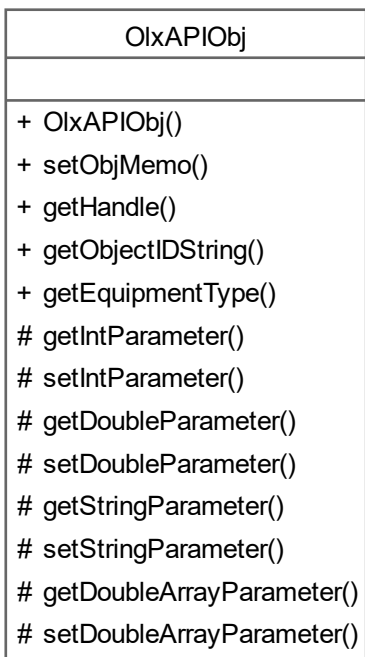 OlxAPIObj
+ OlxAPIObj()
+ setObjMemo()
+ getHandle()
+ getObjectIDString()
+ getEquipmentType()
# getIntParameter()
# setIntParameter()
# getDoubleParameter()
# setDoubleParameter()
# getStringParameter()
# setStringParameter()
# getDoubleArrayParameter()
# setDoubleArrayParameter()